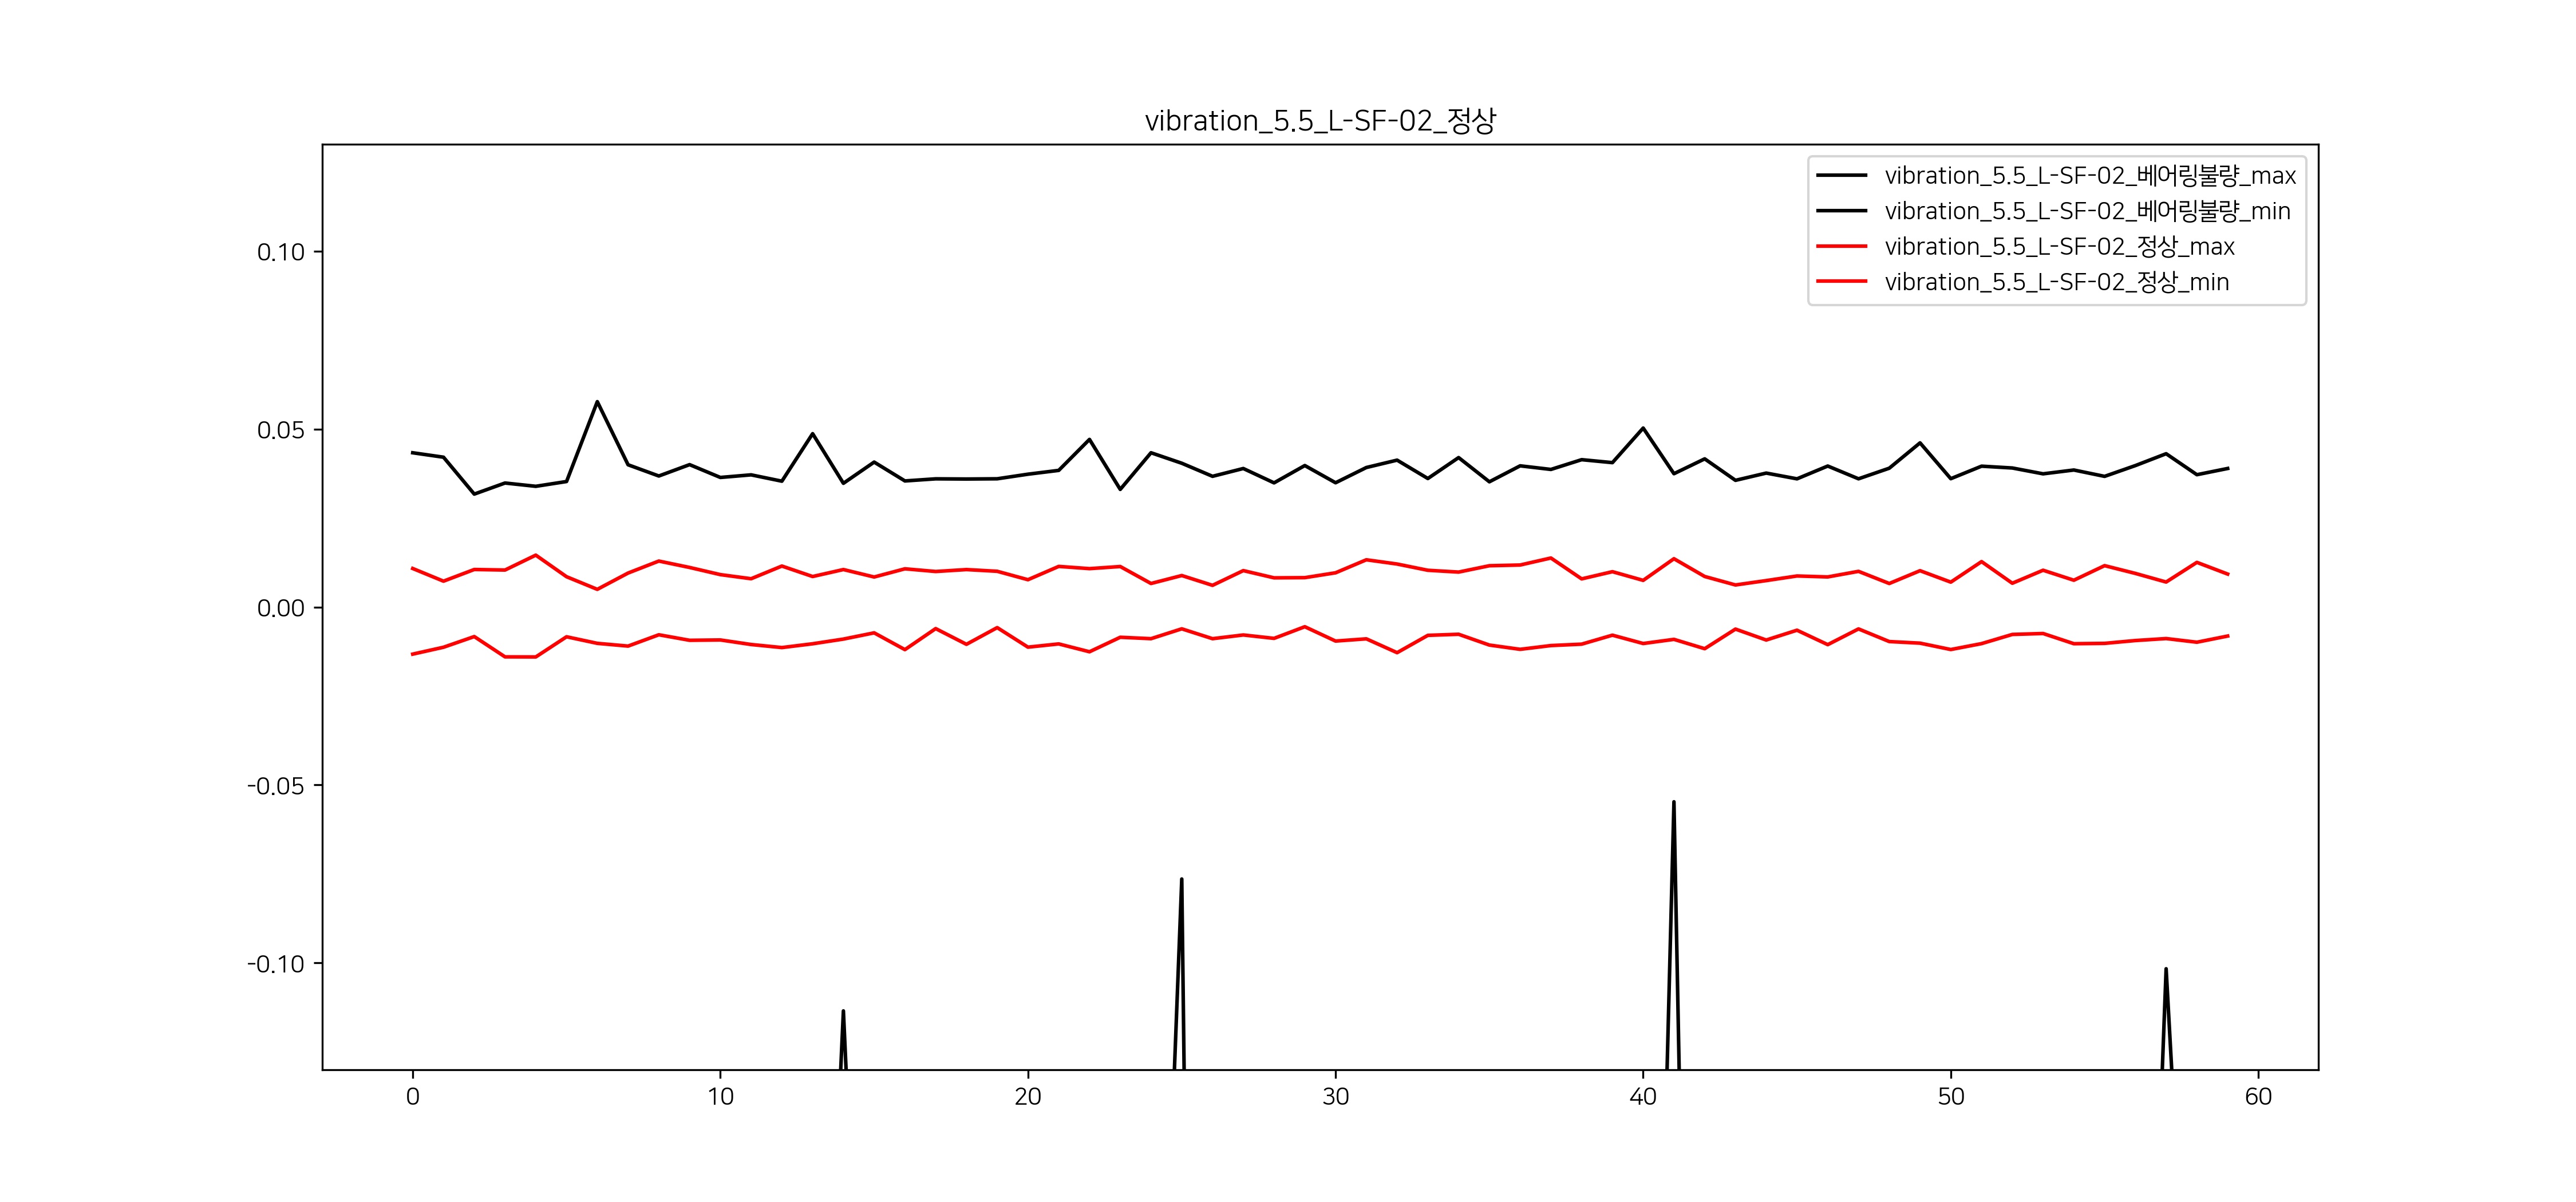 vibration_5.5_L-SF-02_정상
vibration_5.5_L-SF-02_베어링불량_max
vibration_5.5_L-SF-02_베어링불량_min
vibration_5.5_L-SF-02_정상_max
vibration_5.5_L-SF-02_정상_min
0.10
0.05
0.00
-0.05
-0.10
0 10 20 30 40 50 60